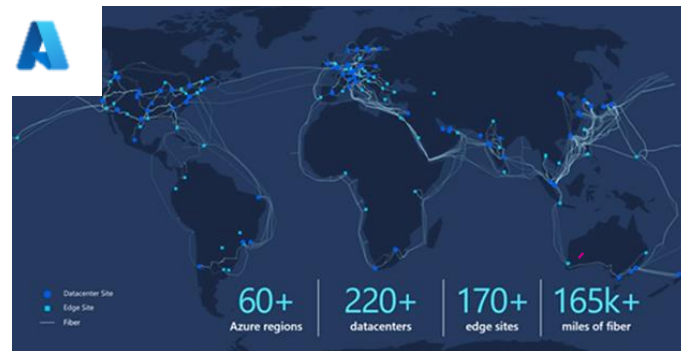 Datacenter Site
Edge Site
Fiber
60+
Azure regions
220+
datacenters
170+
edge sites
165k+
miles of fiber